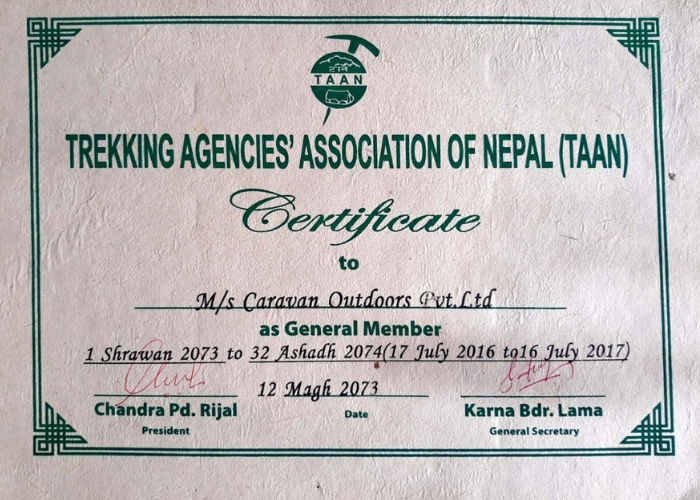 टान
TAAN
TREKKING AGENCIES' ASSOCIATION OF NEPAL (TAAN)
Certificate
to
M/s Caravan Outdoors Pvt.Ltd
as General Member
1 Shrawan 2073 to 32 Ashadh 2074(17 July 2016 to16 July 2017)
12 Magh 2073
Chandra Pd. Rijal Date Karna Bdr. Lama
President General Secretary